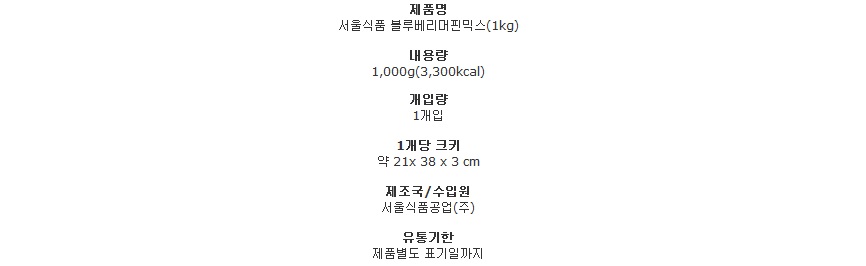 제품명
서울식품 블루베리머핀믹스(1kg)
내용량
1,000g(3,300kcal)
개입량
1개입
1개당 크키
약 21x 38 x 3 cm
제조국/수입원
서울식품공업(주)
유통기한
제품별도 표기일까지